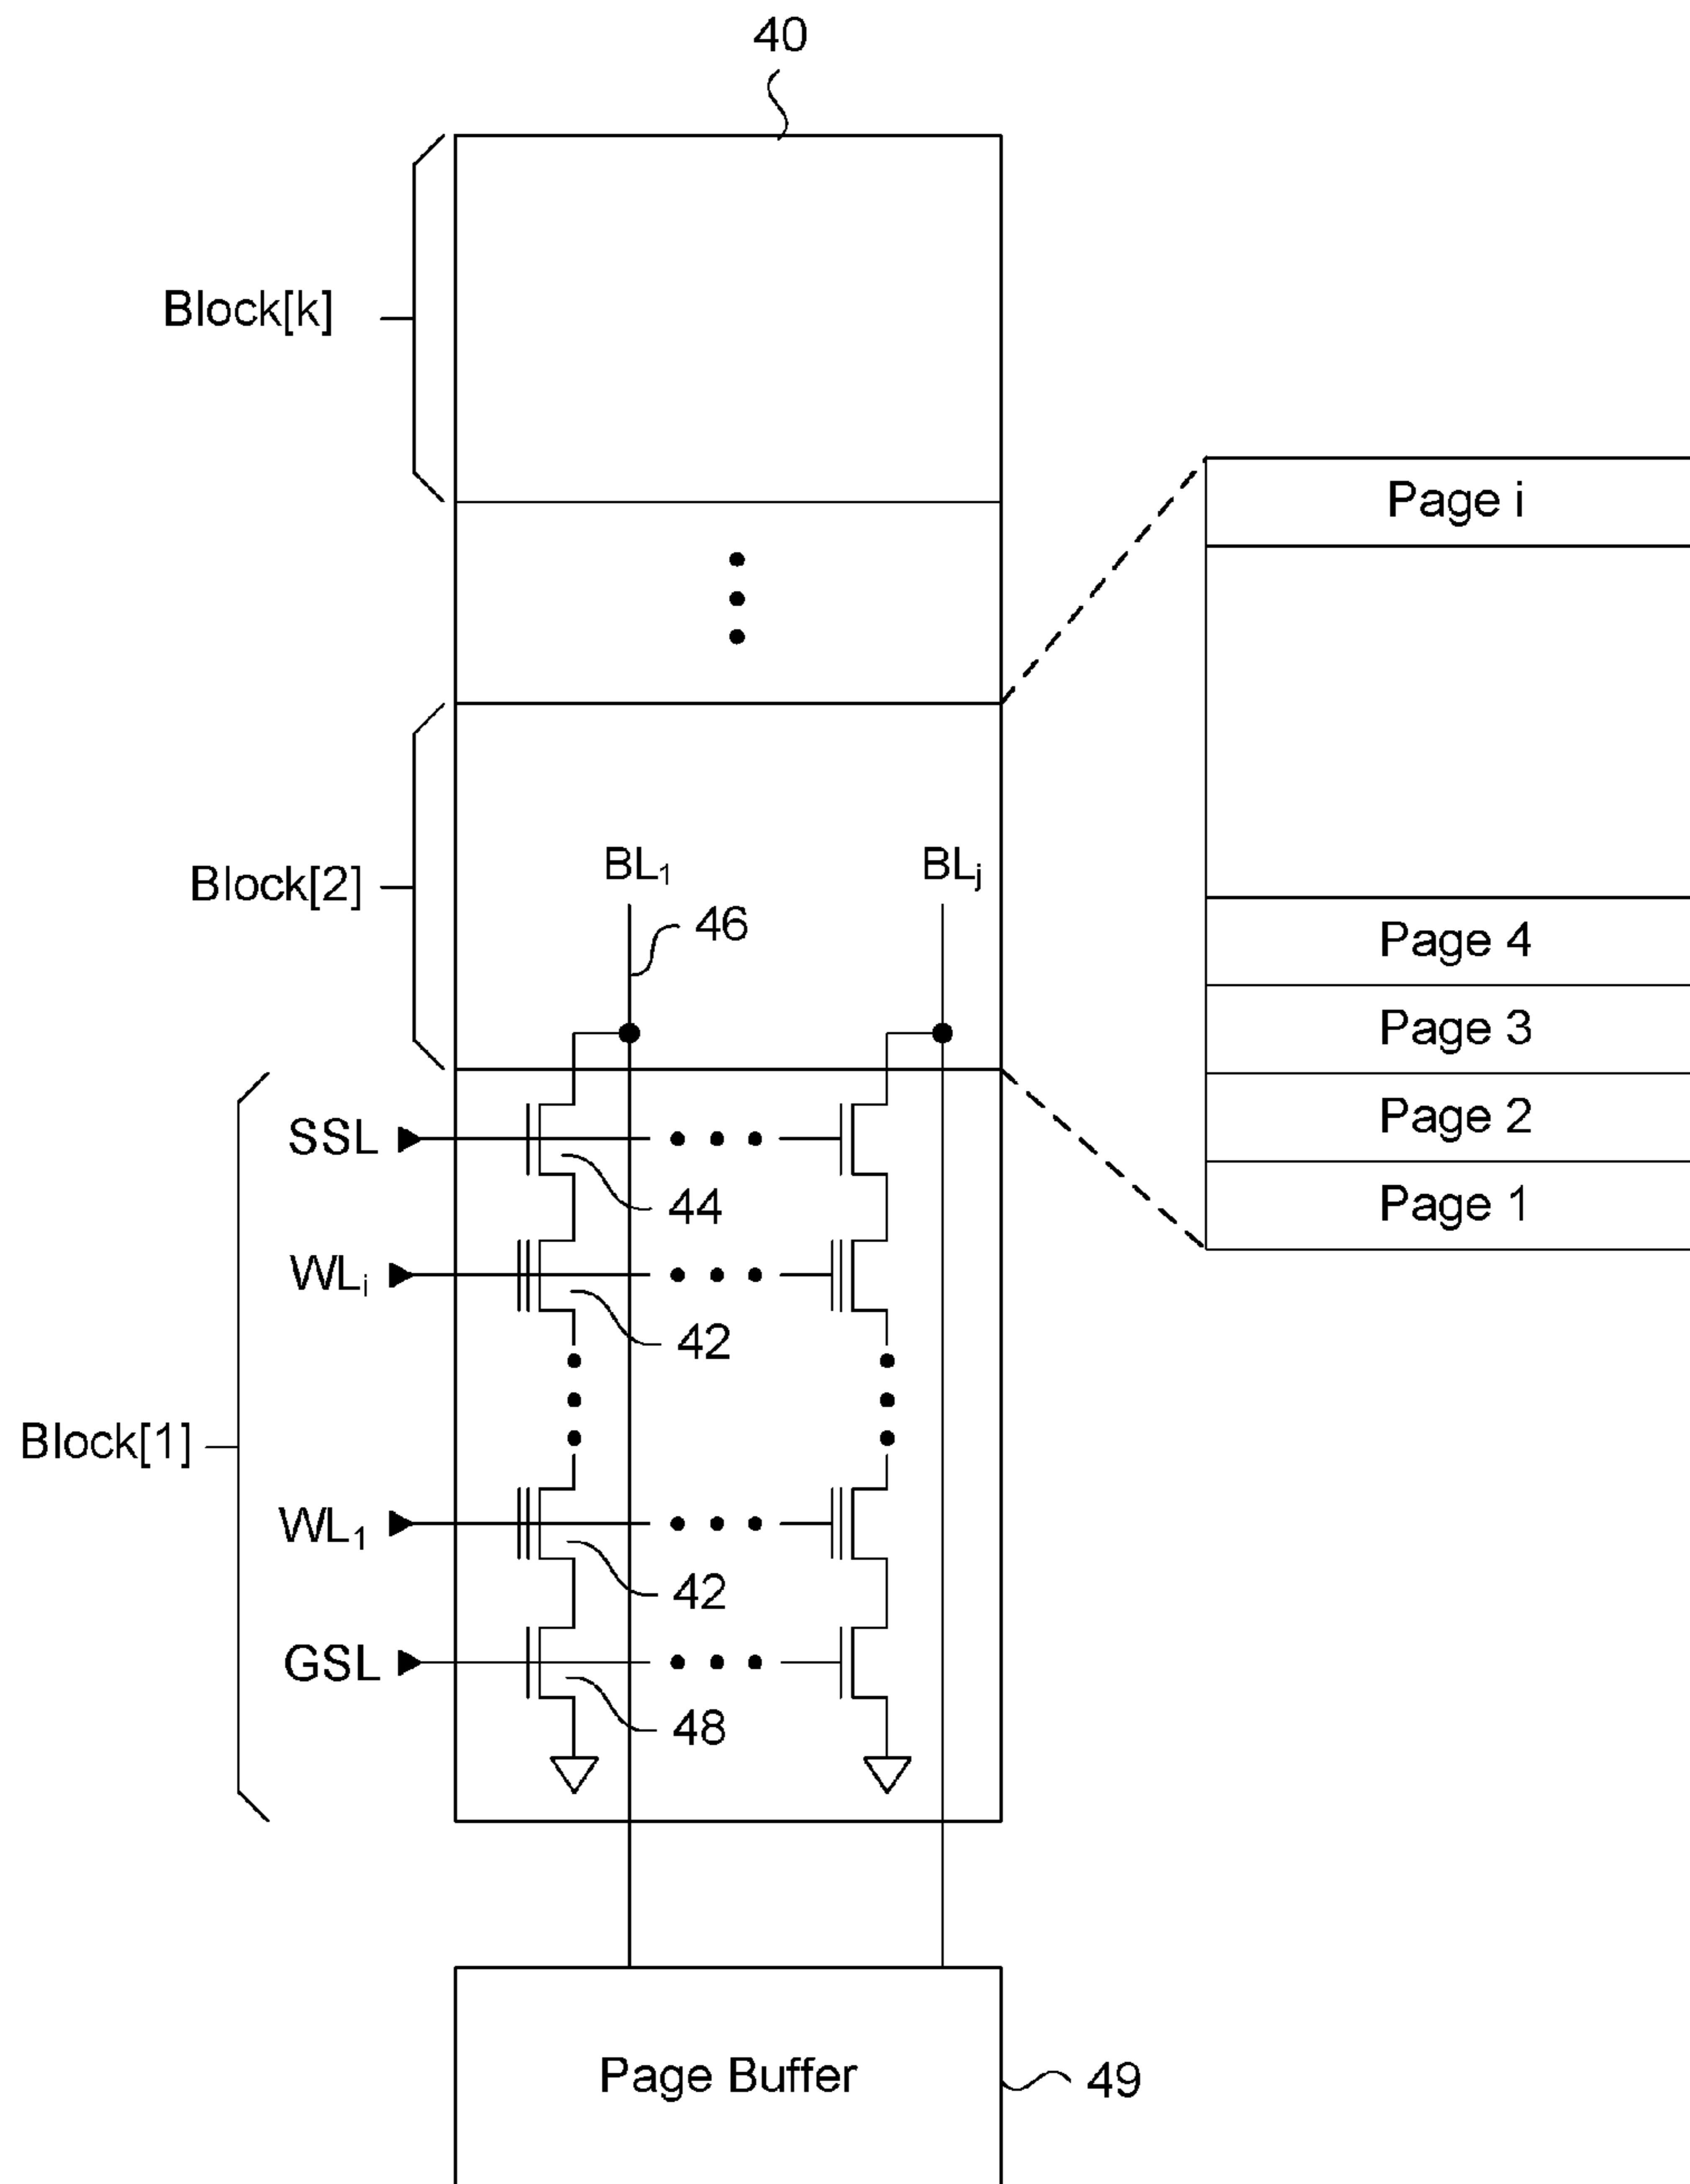 40
Block[k]
Page i
Block[2]
BL₁
BLⱼ
46
Page 4
Page 3
Page 2
Page 1
SSL
44
WLᵢ
42
Block[1]
WL₁
42
GSL
48
Page Buffer
49